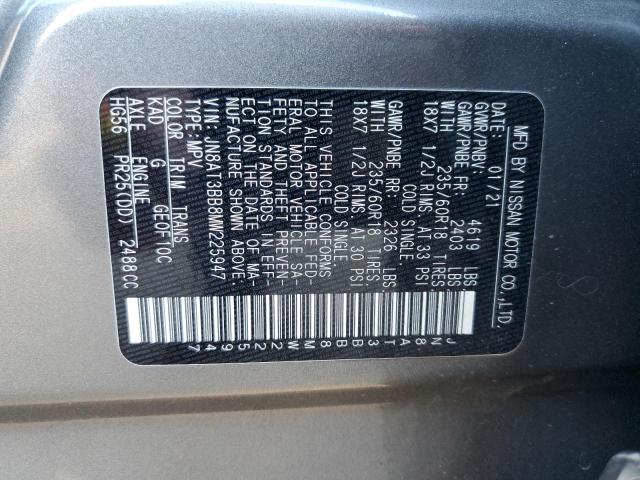 MFD BY NISSAN MOTOR CO.,LTD.
DATE: 01/21
GVWR/PNBV: 4619 LBS.
GAWR/PNBE FR: 2403 LBS.
235/60R18 TIRES
18X7 1/2J RIMS, AT 33 PSI
COLD SINGLE
GAWR/PNBE RR: 2326 LBS.
235/60R18 TIRES
18X7 1/2J RIMS, AT 30 PSI
COLD SINGLE
THIS VEHICLE CONFORMS
TO ALL APPLICABLE FED-
ERAL MOTOR VEHICLE SA-
FETY AND THEFT PREVEN-
TION STANDARDS IN EFF-
ECT ON THE DATE OF MA-
NUFACTURE SHOWN ABOVE.
VIN: JN8AT3BB8MW225947
TYPE: MPV
COLOR TRIM TRANS
KAD G GE0F10C
AXLE ENGINE
HG56 PR25(DD) 2488CC
JN8AT3BB8MW225947